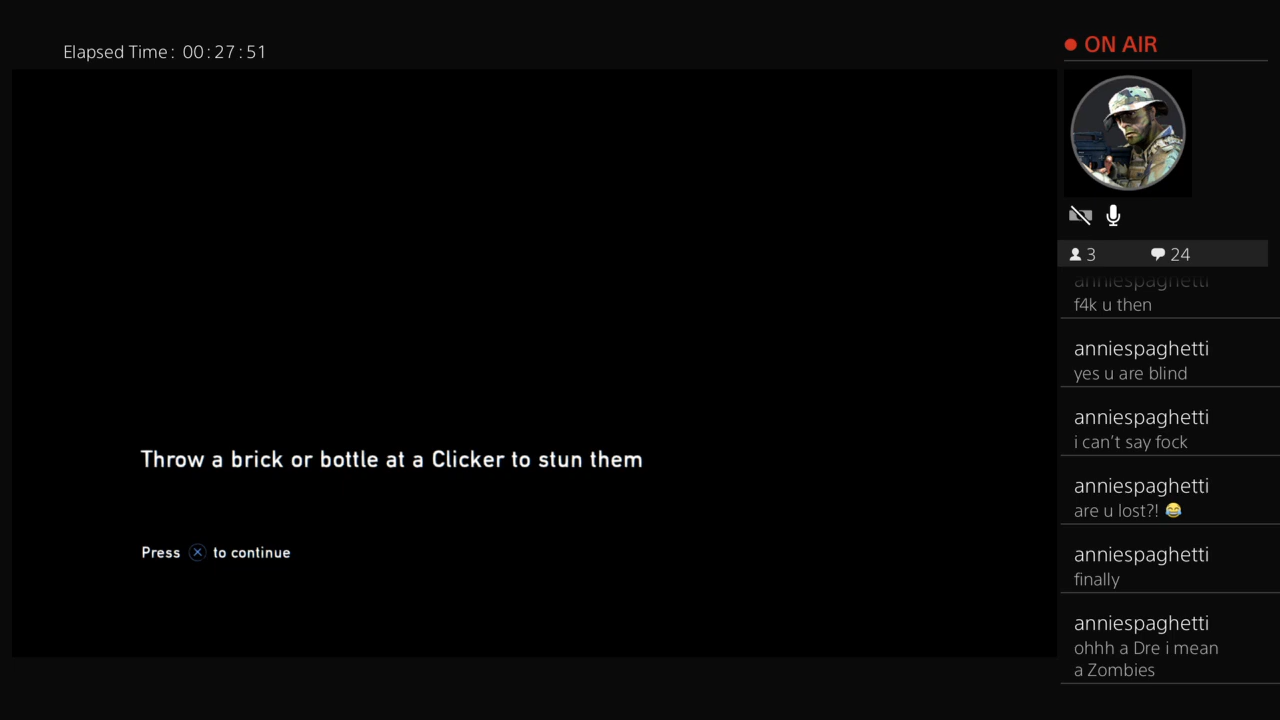 Elapsed Time: 00:27:51
ON AIR
3 24
anniespaghetti
f4k u then
anniespaghetti
yes u are blind
anniespaghetti
i can't say fock
anniespaghetti
are u lost?! 😂
anniespaghetti
finally
anniespaghetti
ohhh a Dre i mean
a Zombies
Throw a brick or bottle at a Clicker to stun them
Press ⓧ to continue